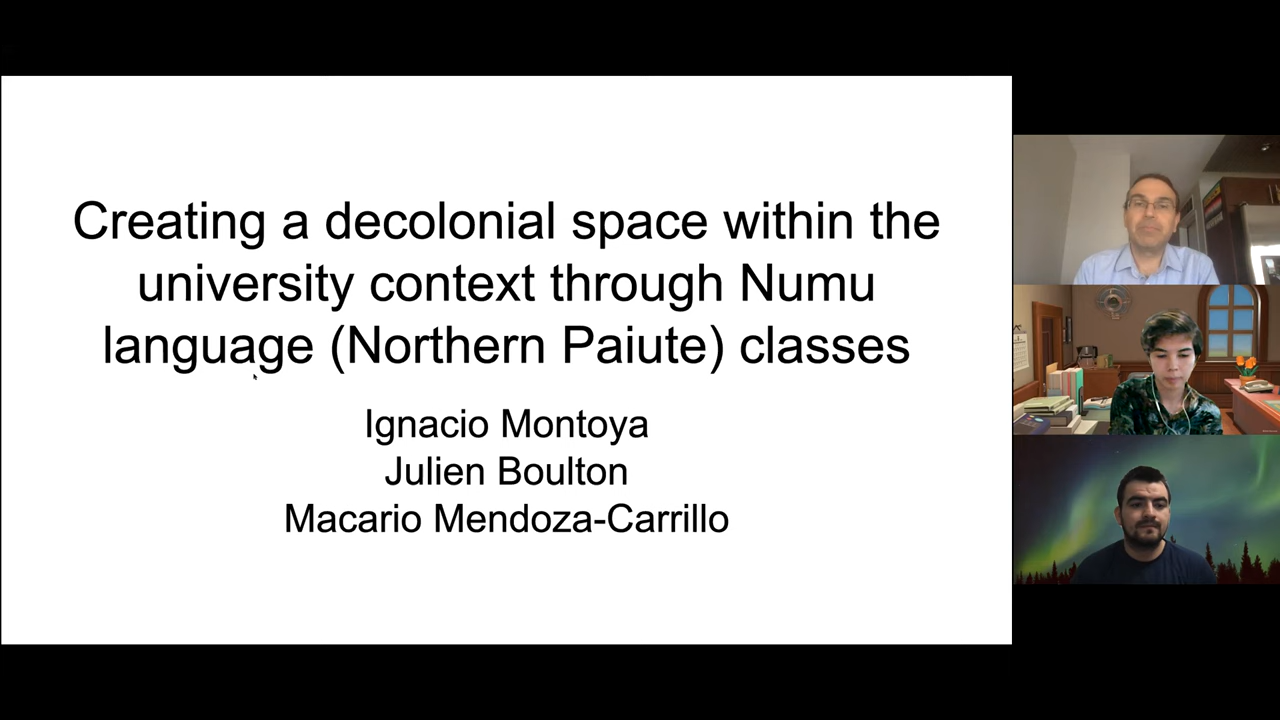 Creating a decolonial space within the
university context through Numu
language (Northern Paiute) classes
Ignacio Montoya
Julien Boulton
Macario Mendoza-Carrillo